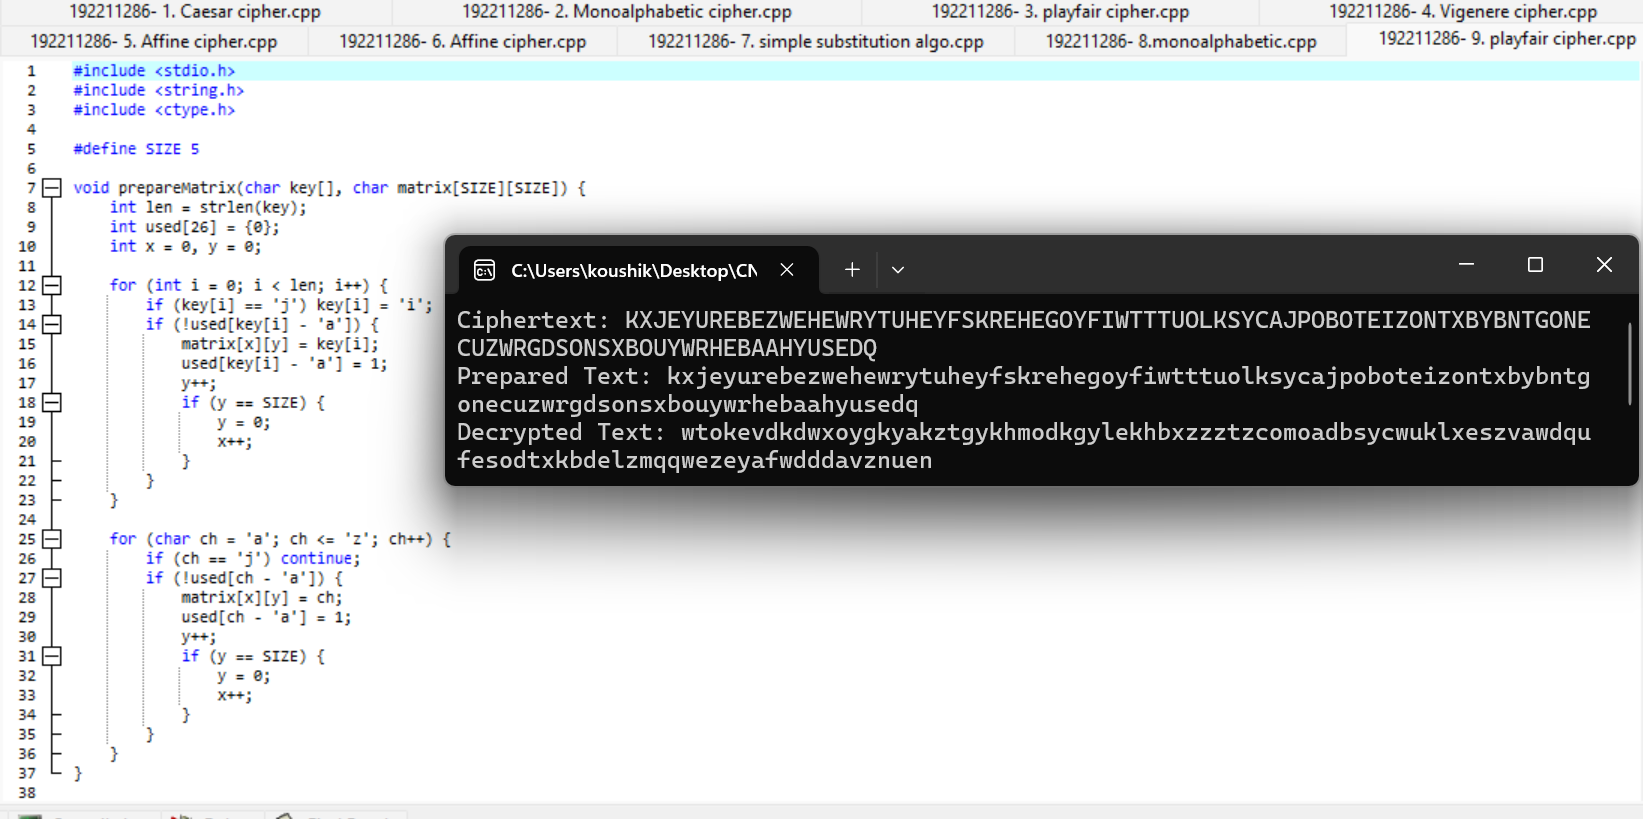 192211286- 1. Caesar cipher.cpp
192211286- 2. Monoalphabetic cipher.cpp
192211286- 3. playfair cipher.cpp
192211286- 4. Vigenere cipher.cpp
192211286- 5. Affine cipher.cpp
192211286- 6. Affine cipher.cpp
192211286- 7. simple substitution algo.cpp
192211286- 8.monoalphabetic.cpp
192211286- 9. playfair cipher.cpp
1 #include <stdio.h>
2 #include <string.h>
3 #include <ctype.h>
4
5 #define SIZE 5
6
7 void prepareMatrix(char key[], char matrix[SIZE][SIZE]) {
8 int len = strlen(key);
9 int used[26] = {0};
10 int x = 0, y = 0;
11
12 for (int i = 0; i < len; i++) {
13 if (key[i] == 'j') key[i] = 'i';
14 if (!used[key[i] - 'a']) {
15 matrix[x][y] = key[i];
16 used[key[i] - 'a'] = 1;
17 y++;
18 if (y == SIZE) {
19 y = 0;
20 x++;
21 }
22 }
23 }
24
25 for (char ch = 'a'; ch <= 'z'; ch++) {
26 if (ch == 'j') continue;
27 if (!used[ch - 'a']) {
28 matrix[x][y] = ch;
29 used[ch - 'a'] = 1;
30 y++;
31 if (y == SIZE) {
32 y = 0;
33 x++;
34 }
35 }
36 }
37 }
38
C:\Users\koushik\Desktop\CN
Ciphertext: KXJEYUREBEZWEHEWRYTUHEYFSKREHEGOYFIWTTTUOLKSYCAJPOBOTEIZONTXBYBNTGONE
CUZWRGDSONSXBOUYWRHEBAAHYUSEDQ
Prepared Text: kxjeyurebezwehewrytuheyfskrehegoyfiwtttuolksycajpoboteizontxbybntg
onecuzwrgdsonsxbouywrhebaahyusedq
Decrypted Text: wtokevdkdwxoygkyakztgykhmodkgylekhbxzzztzcomoadbsycwuklxeszvawdqu
fesodtxkbdelzmqqwezeyafwdddavznuen